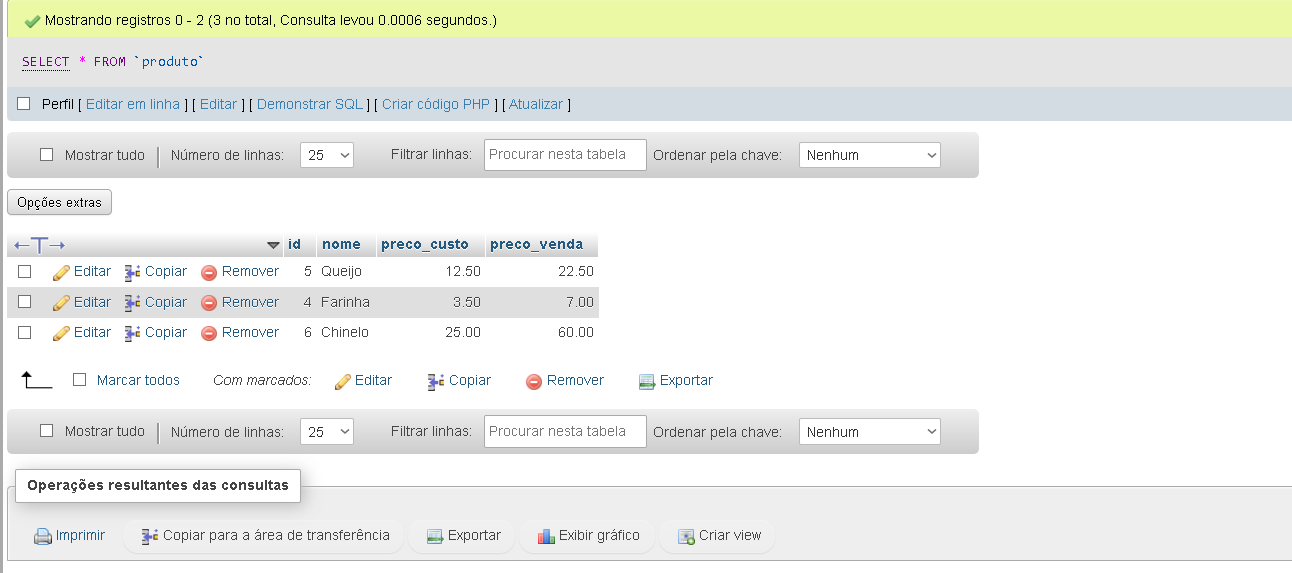 Mostrando registros 0 - 2 (3 no total, Consulta levou 0.0006 segundos.)
SELECT * FROM `produto`
Perfil [ Editar em linha ] [ Editar ] [ Demonstrar SQL ] [ Criar código PHP ] [ Atualizar ]
Mostrar tudo Número de linhas: 25 Filtrar linhas: Procurar nesta tabela Ordenar pela chave: Nenhum
Opções extras
←T→ id nome preco_custo preco_venda
Editar Copiar Remover 5 Queijo 12.50 22.50
Editar Copiar Remover 4 Farinha 3.50 7.00
Editar Copiar Remover 6 Chinelo 25.00 60.00
Marcar todos Com marcados: Editar Copiar Remover Exportar
Mostrar tudo Número de linhas: 25 Filtrar linhas: Procurar nesta tabela Ordenar pela chave: Nenhum
Operações resultantes das consultas
Imprimir Copiar para a área de transferência Exportar Exibir gráfico Criar view